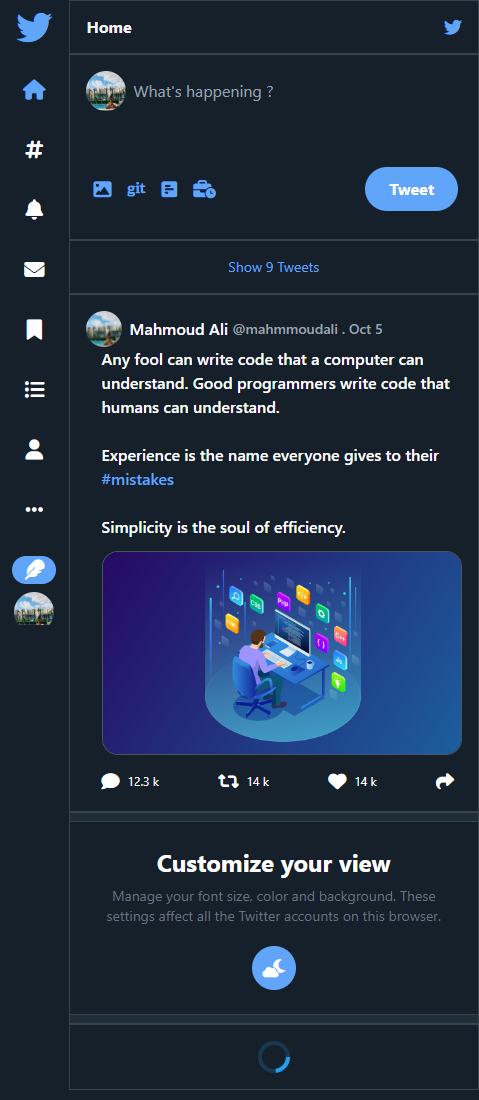 Home
What's happening ?
git
Tweet
Show 9 Tweets
Mahmoud Ali @mahmmoudali . Oct 5
Any fool can write code that a computer can
understand. Good programmers write code that
humans can understand.
Experience is the name everyone gives to their
#mistakes
Simplicity is the soul of efficiency.
CSS
Php
</>
C++
12.3 k
14 k
14 k
Customize your view
Manage your font size, color and background. These
settings affect all the Twitter accounts on this browser.